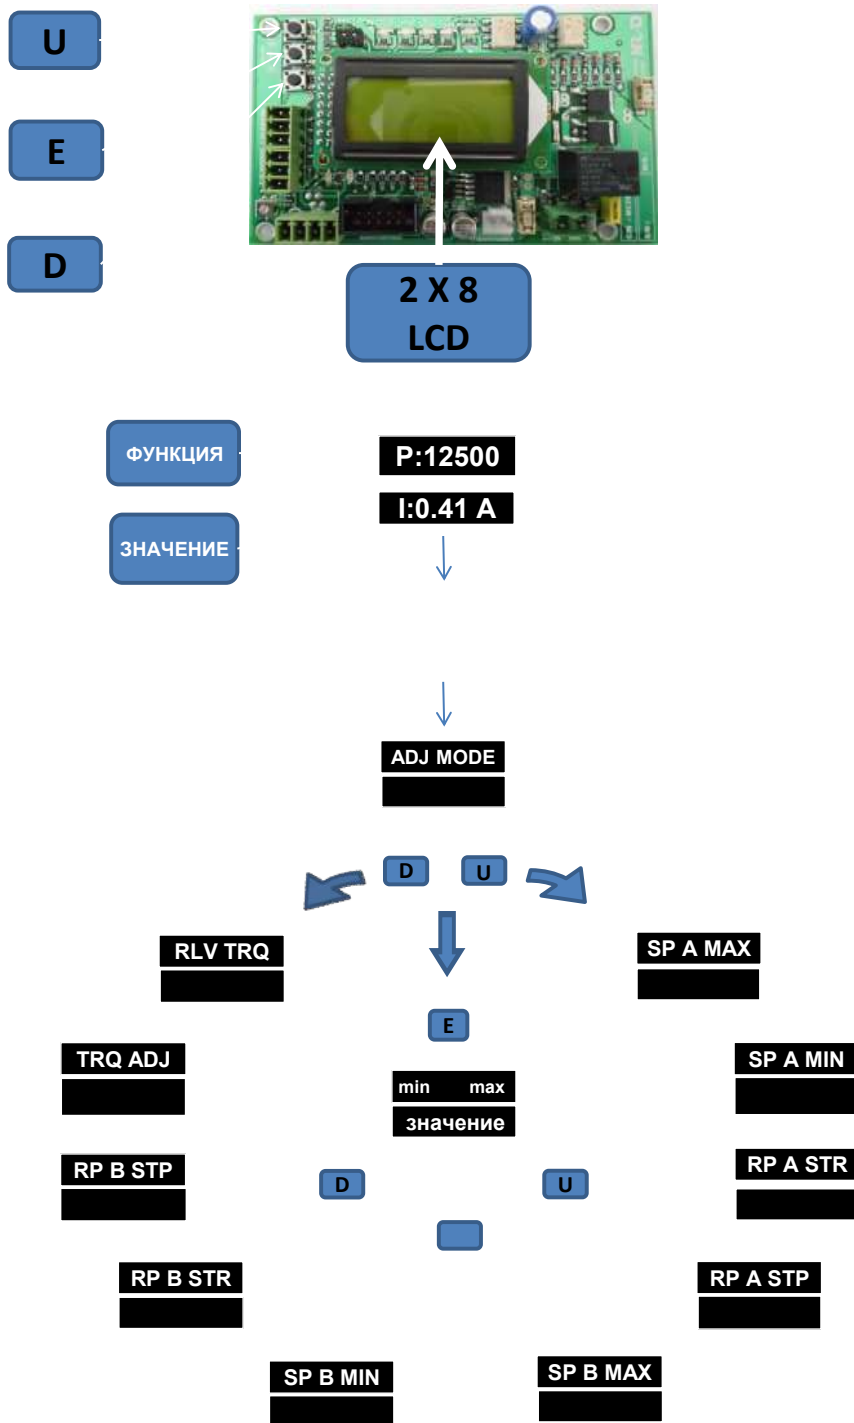 U
E
D
2 X 8
LCD
ФУНКЦИЯ
P:12500
I:0.41 A
ЗНАЧЕНИЕ
ADJ MODE
D
U
RLV TRQ
SP A MAX
E
TRQ ADJ
SP A MIN
min max
значение
RP B STP
RP A STR
D
U
RP B STR
RP A STP
SP B MIN
SP B MAX